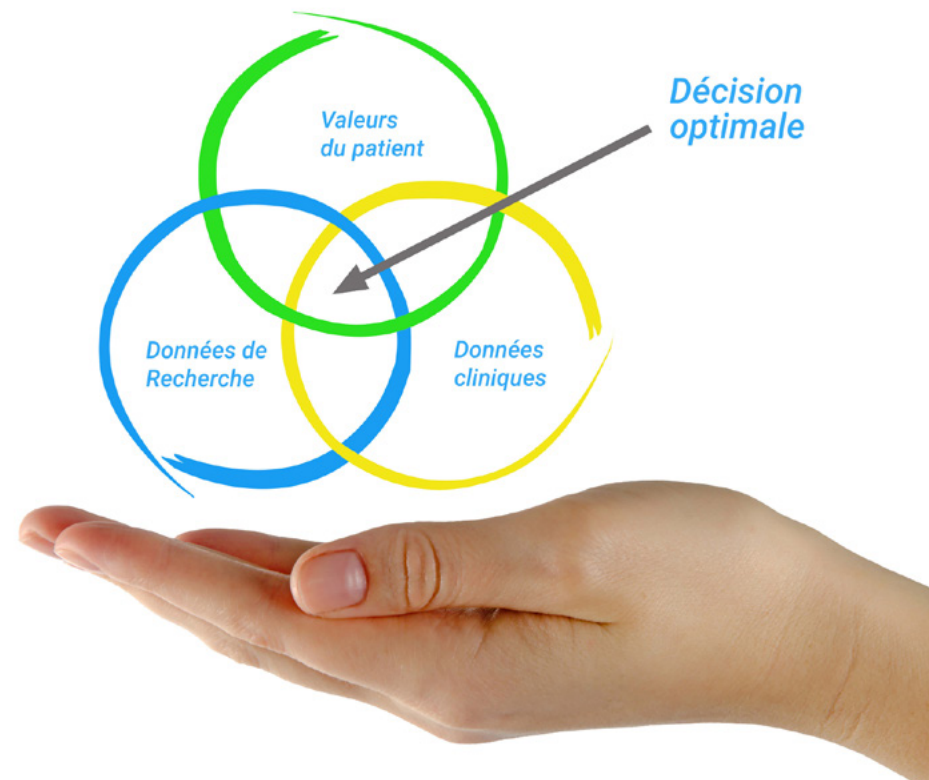 Décision
optimale
Valeurs
du patient
Données de
Recherche
Données
cliniques